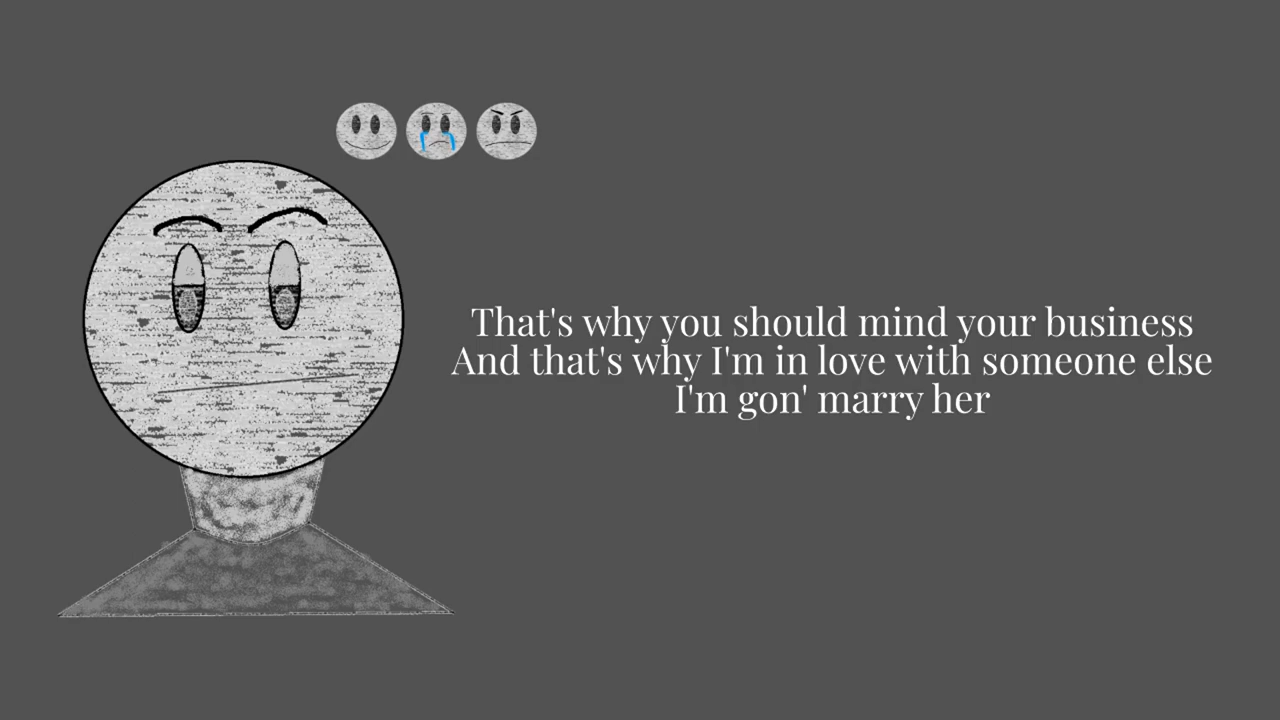 That's why you should mind your business
And that's why I'm in love with someone else
I'm gon' marry her